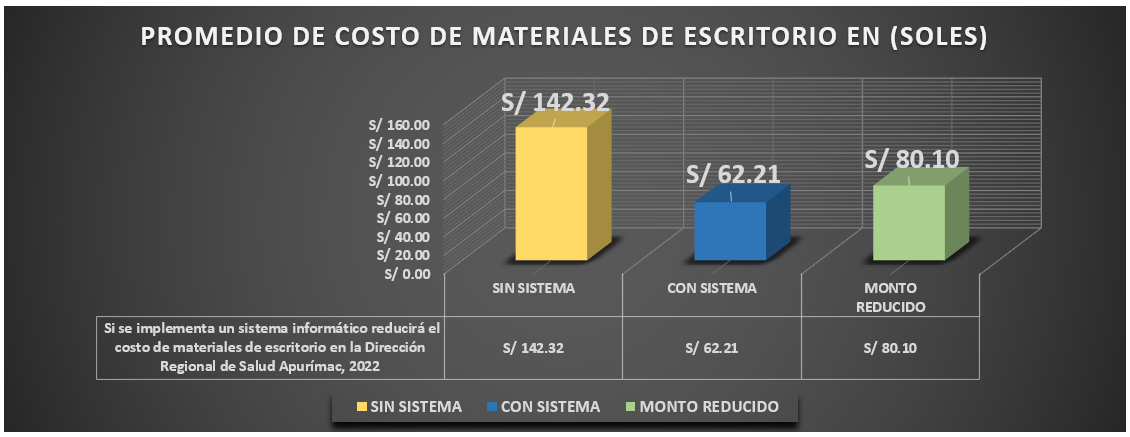 PROMEDIO DE COSTO DE MATERIALES DE ESCRITORIO EN (SOLES)
S/ 142.32
S/ 62.21
S/ 80.10
S/ 160.00
S/ 140.00
S/ 120.00
S/ 100.00
S/ 80.00
S/ 60.00
S/ 40.00
S/ 20.00
S/ 0.00
SIN SISTEMA
CON SISTEMA
MONTO
REDUCIDO
Si se implementa un sistema informático reducirá el
costo de materiales de escritorio en la Dirección
Regional de Salud Apurímac, 2022
S/ 142.32
S/ 62.21
S/ 80.10
SIN SISTEMA
CON SISTEMA
MONTO REDUCIDO